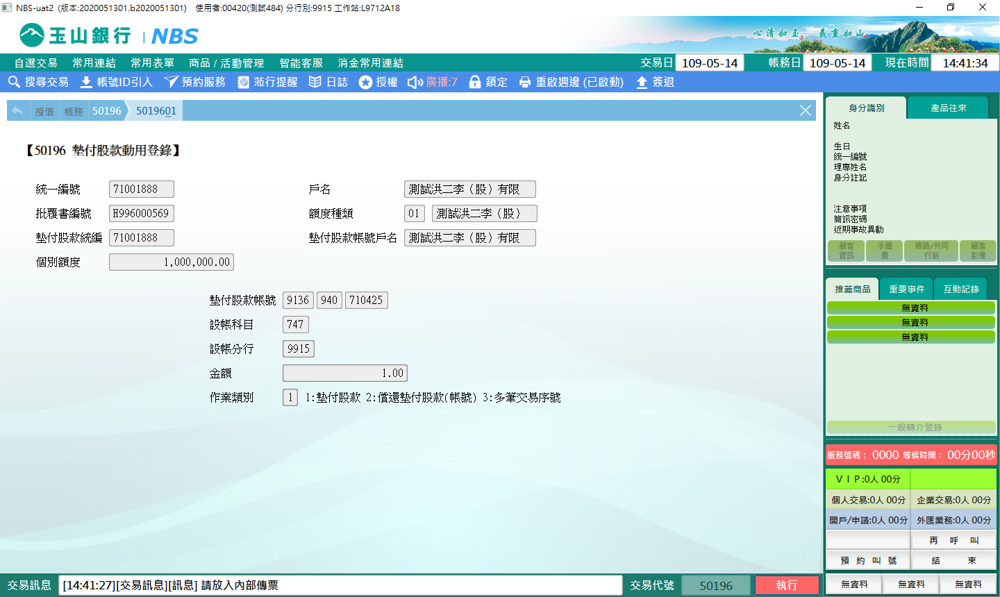 NBS-uat2 (版本:2020051301.b2020051301) 使用者:00420(測試484) 分行別:9915 工作站:L9712A18
玉山銀行 NBS
心清如玉。義重如山。
自選交易 常用連結 常用表單 商品 / 活動管理 智能客服 消金常用連結 交易日 109-05-14 帳務日 109-05-14 現在時間 14:41:34
搜尋交易 帳號ID引入 預約服務 蒞行提醒 日誌 授權 廣播:7 鎖定 重啟週邊 (已啟動) 簽退
授信 帳務 50196 5019601
【50196 墊付股款動用登錄】
統一編號 71001888 戶名 測試洪二李（股）有限
批覆書編號 H996000569 額度種類 01 測試洪二李（股）
墊付股款統編 71001888 墊付股款帳號戶名 測試洪二李（股）有限
個別額度 1,000,000.00
墊付股款帳號 9136 940 710425
設帳科目 747
設帳分行 9915
金額 1.00
作業類別 1 1:墊付股款 2:償還墊付股款(帳號) 3:多筆交易序號
交易訊息 [14:41:27][交易訊息][訊息] 請放入內部傳票 交易代號 50196 執行
身分識別 產品往來
姓名
生日
統一編號
理專姓名
身分註記
注意事項
簡訊密碼
近期事故異動
顧客資訊 手續費 通路/共同行銷 顧客影像
推薦商品 重要事件 互動記錄
無資料
無資料
無資料
一般轉介登錄
服務號碼： 0000 等候時間： 00分00秒
ＶＩＰ:0人 00分
個人交易:0人 00分 企業交易:0人 00分
開戶/申請:0人 00分 外匯業務:0人 00分
再 呼 叫
預 約 叫 號 結 束
無資料 無資料 無資料